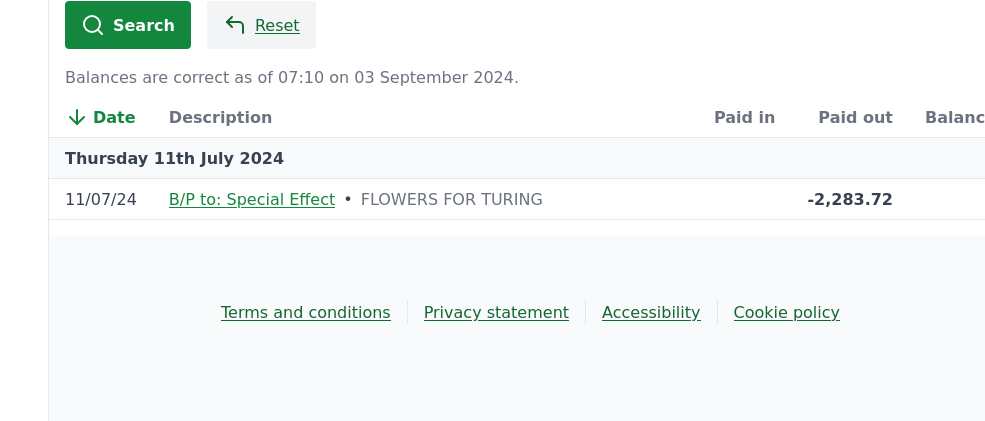 Search Reset
Balances are correct as of 07:10 on 03 September 2024.
Date Description Paid in Paid out Balanc
Thursday 11th July 2024
11/07/24 B/P to: Special Effect • FLOWERS FOR TURING -2,283.72
Terms and conditions Privacy statement Accessibility Cookie policy